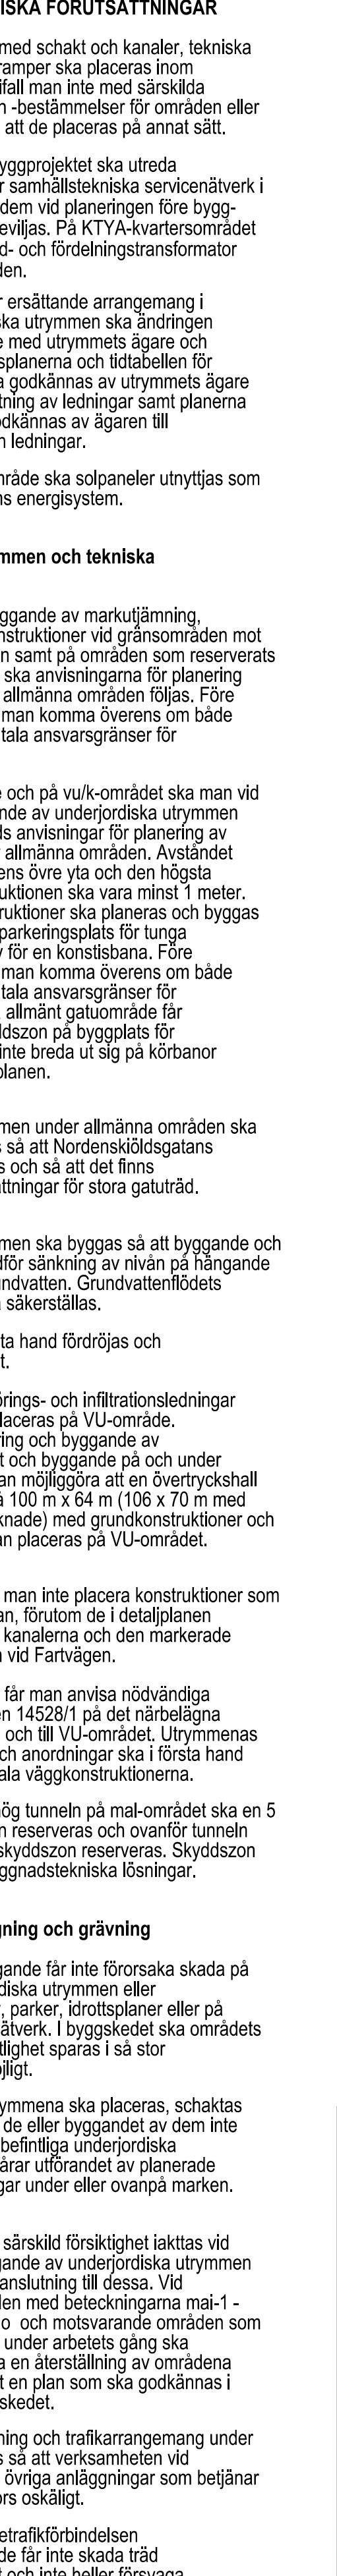 ISKA FÖRUTSÄTTNINGAR
med schakt och kanaler, tekniska
ramper ska placeras inom
ifall man inte med särskilda
n -bestämmelser för områden eller
att de placeras på annat sätt.
yggprojektet ska utreda
r samhällstekniska servicenätverk i
dem vid planeringen före bygg-
eviljas. På KTYA-kvartersområdet
d- och fördelningstransformator
den.
r ersättande arrangemang i
ska utrymmen ska ändringen
e med utrymmets ägare och
splanerna och tidtabellen för
a godkännas av utrymmets ägare
tning av ledningar samt planerna
odkännas av ägaren till
n ledningar.
mråde ska solpaneler utnyttjas som
ns energisystem.
mmen och tekniska
yggande av markutjämning,
nstruktioner vid gränsområden mot
n samt på områden som reserverats
ska anvisningarna för planering
allmänna områden följas. Före
man komma överens om både
tala ansvarsgränser för
e och på vu/k-området ska man vid
nde av underjordiska utrymmen
ds anvisningar för planering av
r allmänna områden. Avståndet
ens övre yta och den högsta
uktionen ska vara minst 1 meter.
ruktioner ska planeras och byggas
parkeringsplats för tunga
v för en konstisbana. Före
man komma överens om både
tala ansvarsgränser för
allmänt gatuområde får
ddszon på byggplats för
inte breda ut sig på körbanor
planen.
men under allmänna områden ska
s så att Nordenskiöldsgatans
s och så att det finns
ttningar för stora gatuträd.
men ska byggas så att byggande och
dför sänkning av nivån på hängande
undvatten. Grundvattenflödets
säkerställas.
ta hand fördröjas och
t.
örings- och infiltrationsledningar
laceras på VU-område.
ring och byggande av
t och byggande på och under
an möjliggöra att en övertryckshall
å 100 m x 64 m (106 x 70 m med
knade) med grundkonstruktioner och
an placeras på VU-området.
man inte placera konstruktioner som
an, förutom de i detaljplanen
kanalerna och den markerade
n vid Fartvägen.
får man anvisa nödvändiga
en 14528/1 på det närbelägna
och till VU-området. Utrymmenas
ch anordningar ska i första hand
ala väggkonstruktionerna.
hög tunneln på mal-området ska en 5
n reserveras och ovanför tunneln
skyddszon reserveras. Skyddszon
ggnadstekniska lösningar.
gning och grävning
gande får inte förorsaka skada på
diska utrymmen eller
, parker, idrottsplaner eller på
ätverk. I byggskedet ska områdets
tlighet sparas i så stor
jligt.
rymmena ska placeras, schaktas
de eller byggandet av dem inte
befintliga underjordiska
årar utförandet av planerade
gar under eller ovanpå marken.
särskild försiktighet iakttas vid
gande av underjordiska utrymmen
anslutning till dessa. Vid
den med beteckningarna mai-1 -
o och motsvarande områden som
under arbetets gång ska
a en återställning av områdena
t en plan som ska godkännas i
skedet.
ning och trafikarrangemang under
s så att verksamheten vid
övriga anläggningar som betjänar
ors oskäligt.
etrafikförbindelsen
de får inte skada träd
t och inte heller försvaga